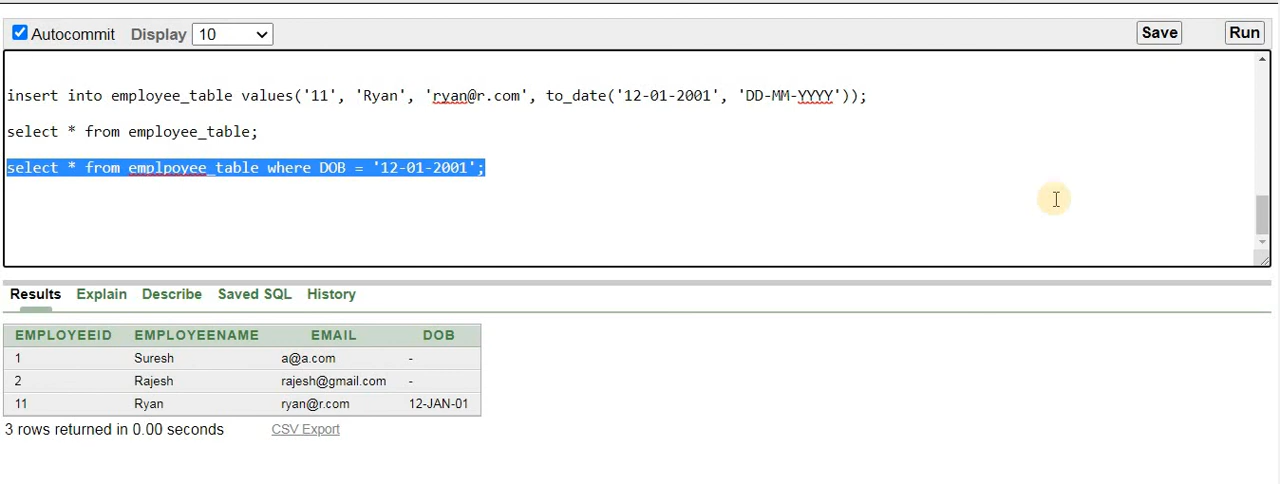 Autocommit Display 10 Save Run
insert into employee_table values('11', 'Ryan', 'ryan@r.com', to_date('12-01-2001', 'DD-MM-YYYY'));
select * from employee_table;
select * from emplpoyee_table where DOB = '12-01-2001';
Results Explain Describe Saved SQL History
EMPLOYEEID EMPLOYEENAME EMAIL DOB
1 Suresh a@a.com -
2 Rajesh rajesh@gmail.com -
11 Ryan ryan@r.com 12-JAN-01
3 rows returned in 0.00 seconds CSV Export